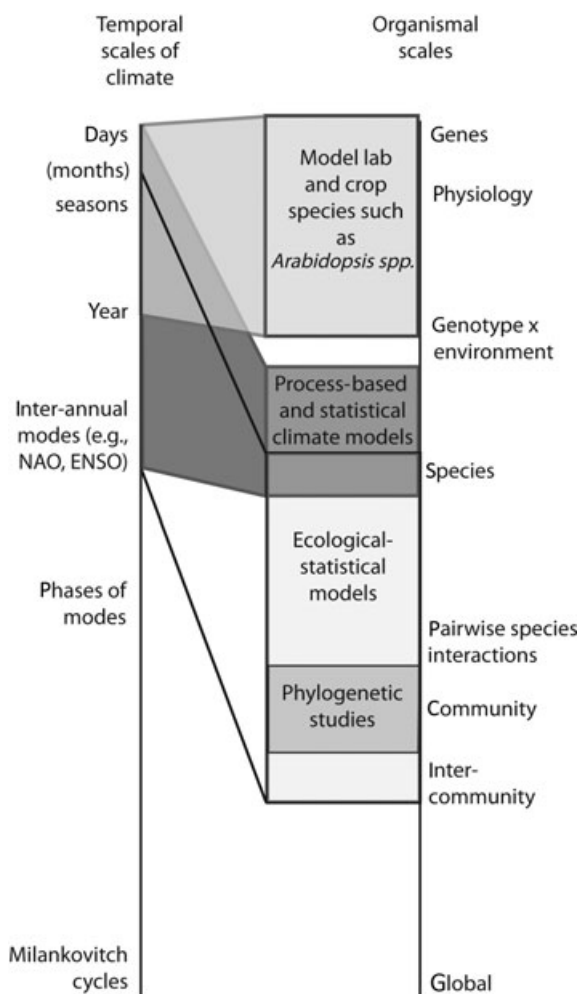 Temporal
scales of
climate
Organismal
scales
Days
(months)
seasons
Year
Inter-annual
modes (e.g.,
NAO, ENSO)
Phases of
modes
Milankovitch
cycles
Model lab
and crop
species such
as
Arabidopsis spp.
Process-based
and statistical
climate models
Ecological-
statistical
models
Phylogenetic
studies
Genes
Physiology
Genotype x
environment
Species
Pairwise species
interactions
Community
Inter-
community
Global